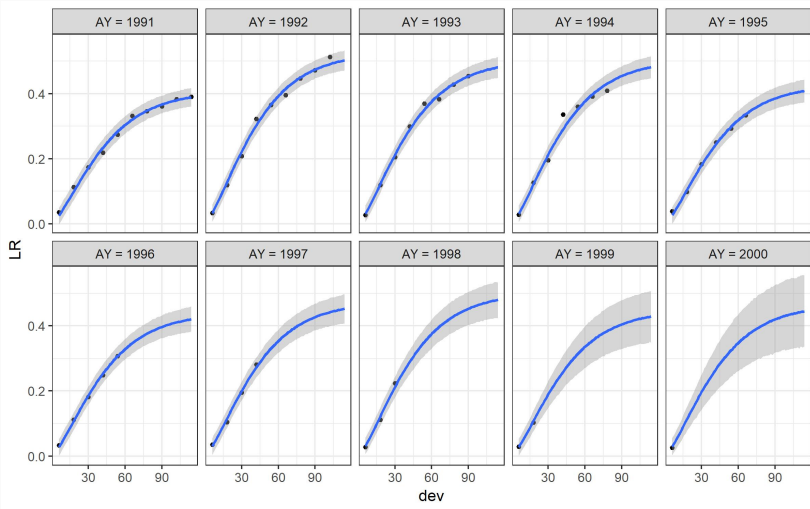 AY = 1991 AY = 1992 AY = 1993 AY = 1994 AY = 1995
0.4
0.2
0.0
LR
AY = 1996 AY = 1997 AY = 1998 AY = 1999 AY = 2000
0.4
0.2
0.0
30 60 90 30 60 90 30 60 90 30 60 90 30 60 90
dev